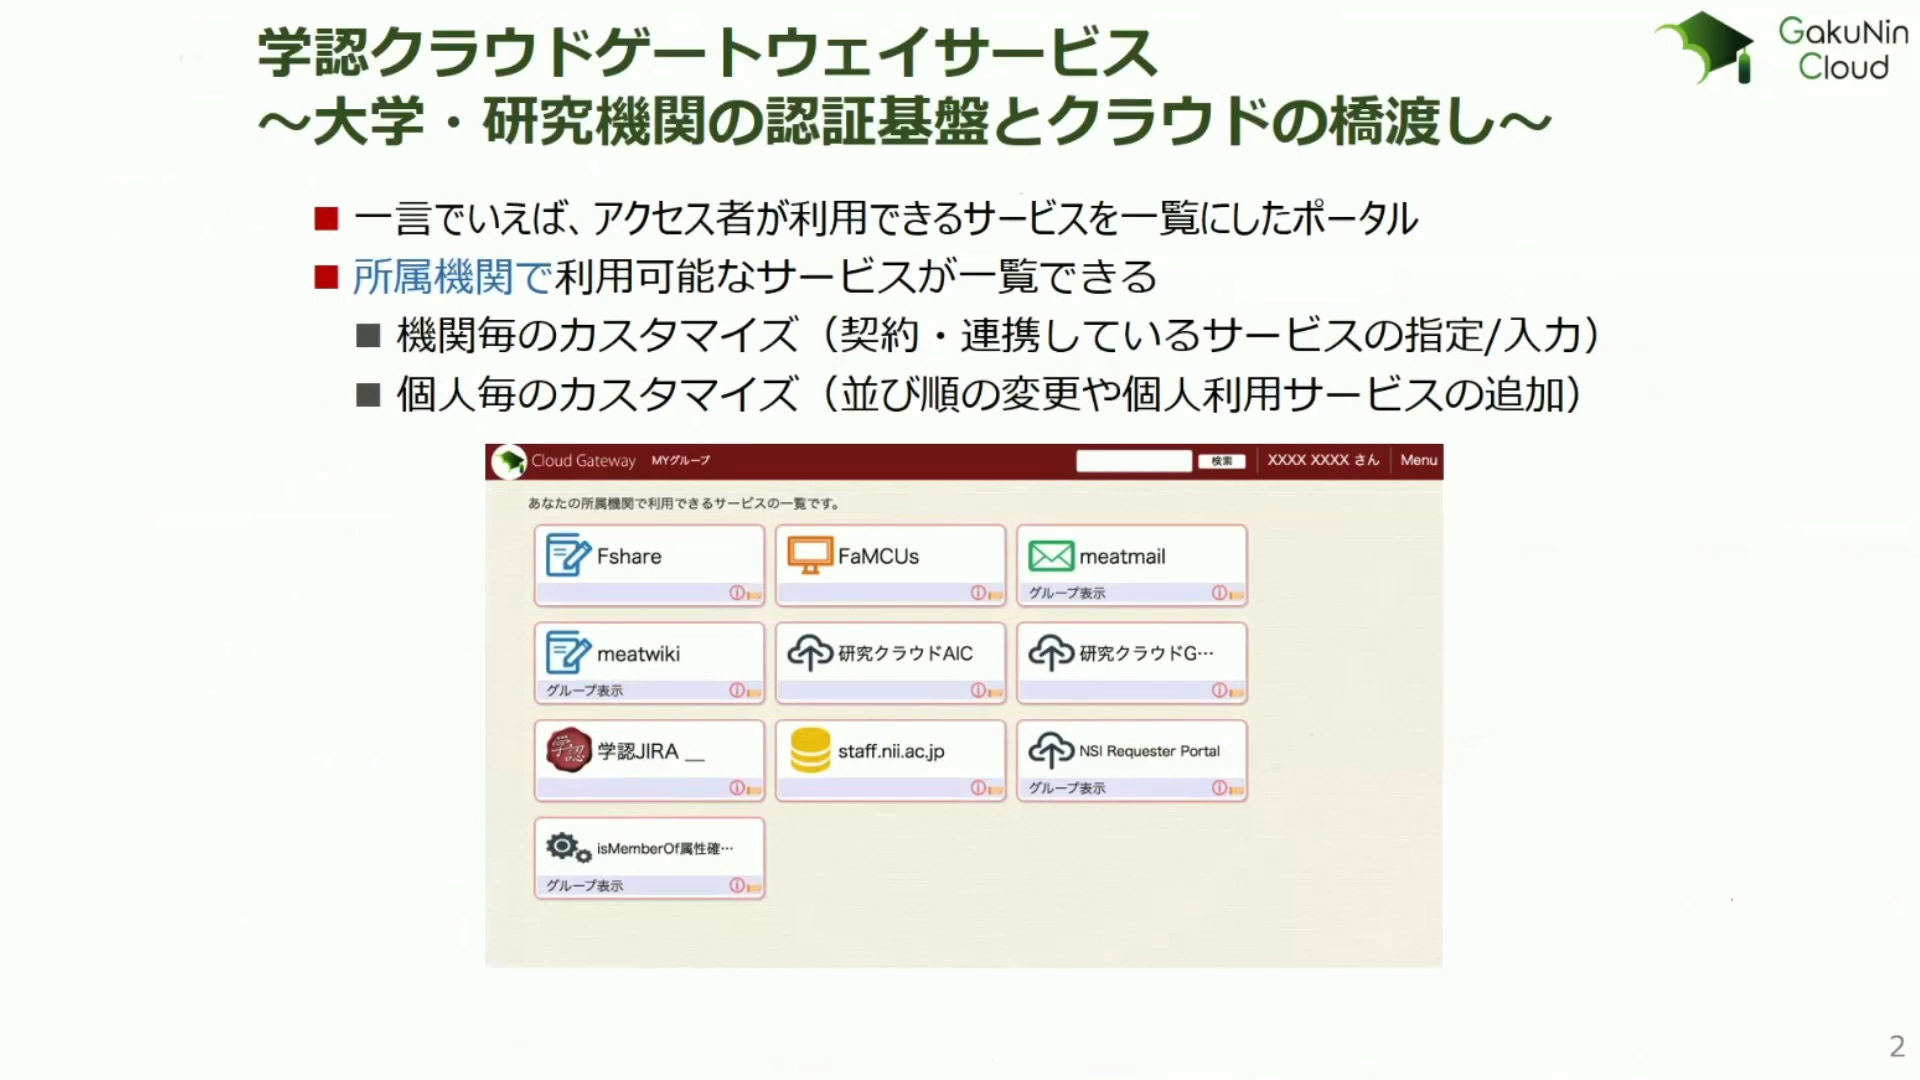 学認クラウドゲートウェイサービス
～大学・研究機関の認証基盤とクラウドの橋渡し～
GakuNin
Cloud
一言でいえば、アクセス者が利用できるサービスを一覧にしたポータル
所属機関で利用可能なサービスが一覧できる
機関毎のカスタマイズ（契約・連携しているサービスの指定/入力）
個人毎のカスタマイズ（並び順の変更や個人利用サービスの追加）
Cloud Gateway MYグループ 検索 XXXX XXXX さん Menu
あなたの所属機関で利用できるサービスの一覧です。
Fshare
FaMCUs
meatmail
グループ表示
meatwiki
グループ表示
研究クラウドAIC
研究クラウドG…
学認
学認JIRA __
staff.nii.ac.jp
NSI Requester Portal
グループ表示
isMemberOf属性確…
グループ表示
2